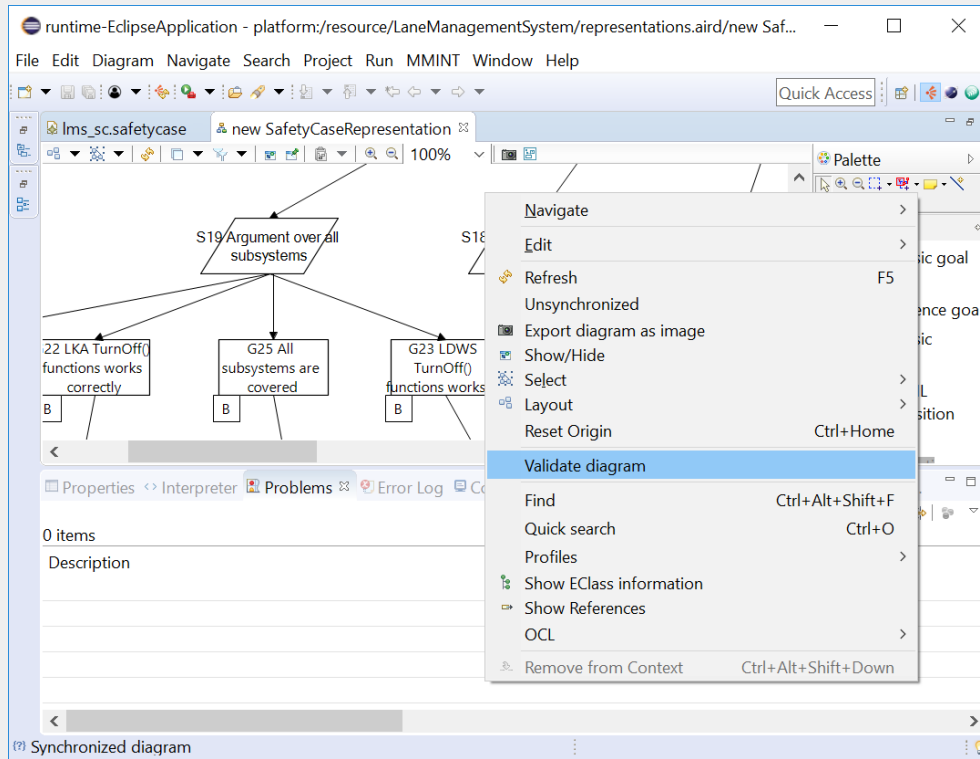 runtime-EclipseApplication - platform:/resource/LaneManagementSystem/representations.aird/new Saf...
File Edit Diagram Navigate Search Project Run MMINT Window Help
Quick Access
lms_sc.safetycase
new SafetyCaseRepresentation
100%
Palette
S19 Argument over all
subsystems
S18
22 LKA TurnOff()
functions works
correctly
B
G25 All
subsystems are
covered
B
G23 LDWS
TurnOff()
functions works
B
Navigate
Edit
Refresh F5
Unsynchronized
Export diagram as image
Show/Hide
Select
Layout
Reset Origin Ctrl+Home
Validate diagram
Find Ctrl+Alt+Shift+F
Quick search Ctrl+O
Profiles
Show EClass information
Show References
OCL
Remove from Context Ctrl+Alt+Shift+Down
sic goal
ence goa
ic
L
sition
Properties Interpreter Problems Error Log Co
0 items
Description
Synchronized diagram